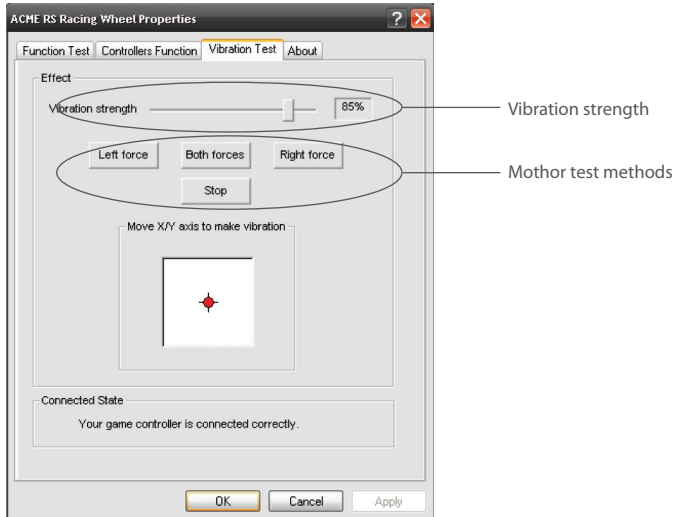 ACME RS Racing Wheel Properties
Function Test Controllers Function Vibration Test About
Effect
Vibration strength 85%
Vibration strength
Left force Both forces Right force
Mothor test methods
Stop
Move X/Y axis to make vibration
Connected State
Your game controller is connected correctly.
OK Cancel Apply